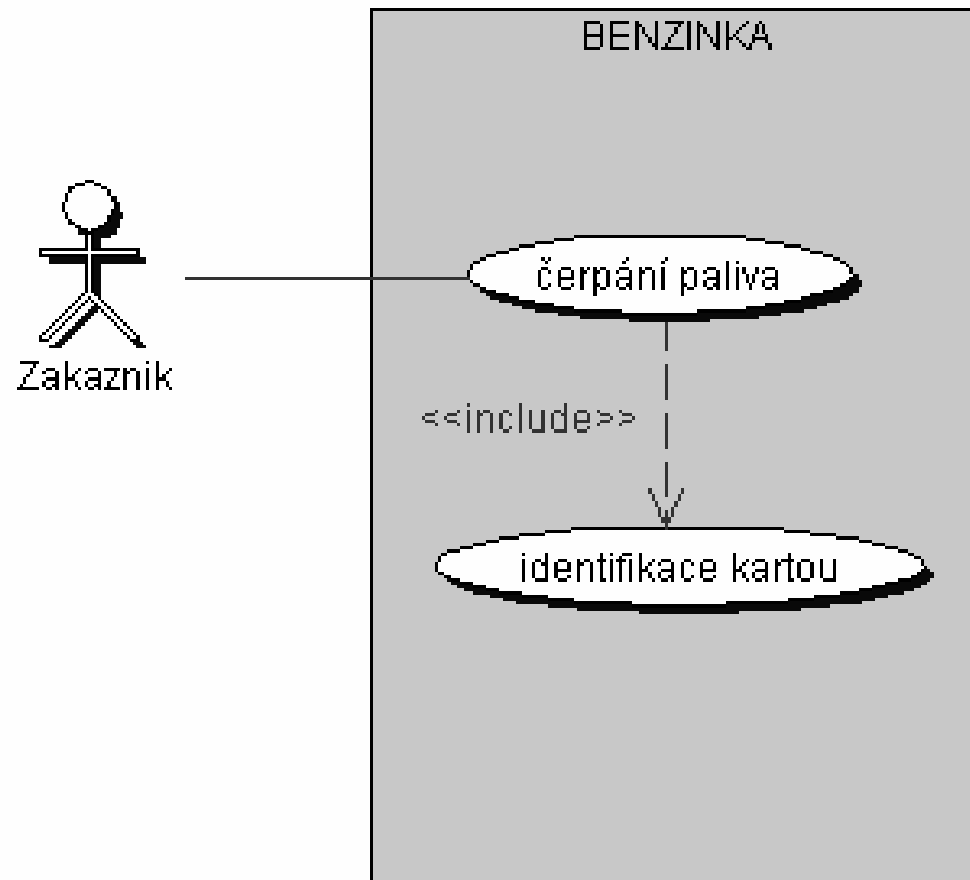 BENZINKA
čerpání paliva
Zakaznik
<<include>>
identifikace kartou